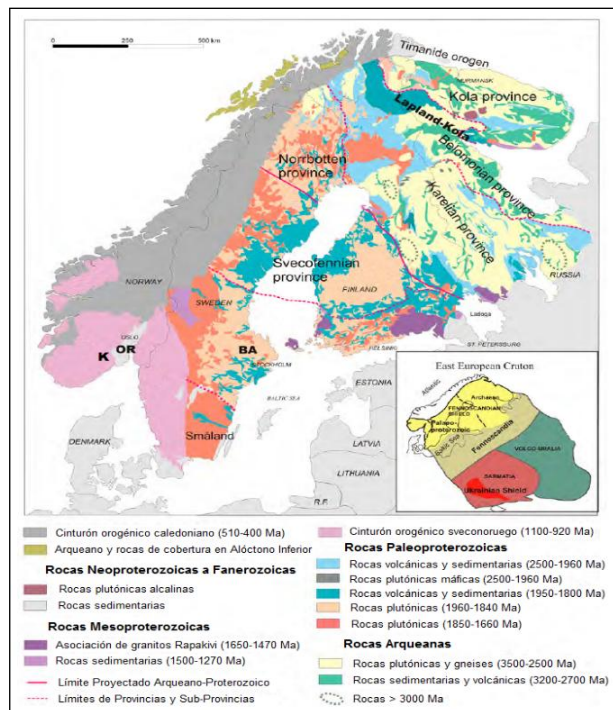 0
250
500 km
Timanide orogen
MURMANSK
Kola province
Lapland-Kola
Belomorian province
Norrbotten
province
Karelian province
Svecofennian
province
NORWAY
SWEDEN
FINLAND
RUSSIA
Ladoga
ST. PETERSBURG
HELSINKI
OSLO
K
OR
BA
STOCKHOLM
BALTIC SEA
Småland
ESTONIA
LATVIA
LITHUANIA
R.F.
DENMARK
East European Craton
Atlantic
Archaean
FENNOSCANDIAN
SHIELD
Palaeo-
proterozoic
Baltic Sea
Fennoscandia
VOLGO-URALIA
SARMATIA
Ukrainian Shield
Cinturón orogénico caledoniano (510-400 Ma)
Arqueano y rocas de cobertura en Alóctono Inferior
Rocas Neoproterozoicas a Fanerozoicas
Rocas plutónicas alcalinas
Rocas sedimentarias
Rocas Mesoproterozoicas
Asociación de granitos Rapakivi (1650-1470 Ma)
Rocas sedimentarias (1500-1270 Ma)
Límite Proyectado Arqueano-Proterozoico
Límites de Provincias y Sub-Provincias
Cinturón orogénico sveconoruego (1100-920 Ma)
Rocas Paleoproterozoicas
Rocas volcánicas y sedimentarias (2500-1960 Ma)
Rocas plutónicas máficas (2500-1960 Ma)
Rocas volcánicas y sedimentarias (1950-1800 Ma)
Rocas plutónicas (1960-1840 Ma)
Rocas plutónicas (1850-1660 Ma)
Rocas Arqueanas
Rocas plutónicas y gneises (3500-2500 Ma)
Rocas sedimentarias y volcánicas (3200-2700 Ma)
Rocas > 3000 Ma